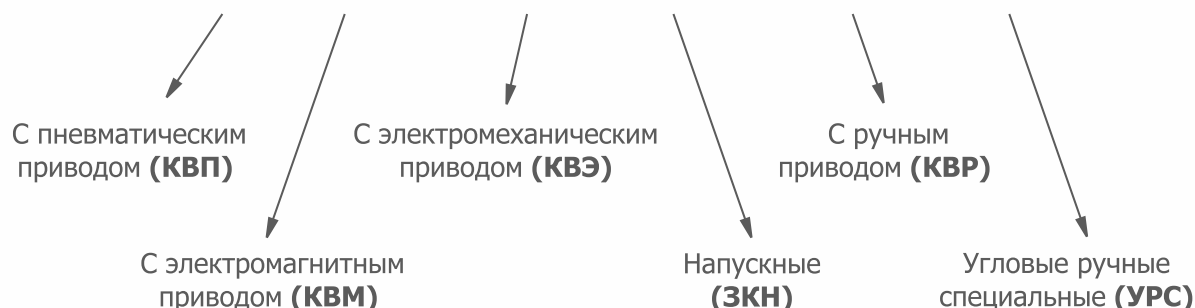 С пневматическим
приводом (КВП)
С электромеханическим
приводом (КВЭ)
С ручным
приводом (КВР)
С электромагнитным
приводом (КВМ)
Напускные
(ЗКН)
Угловые ручные
специальные (УРС)